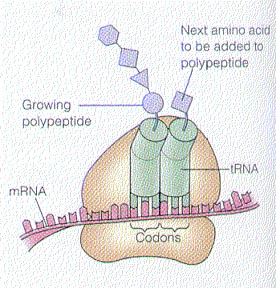 Next amino acid
to be added to
polypeptide
Growing
polypeptide
tRNA
mRNA
Codons